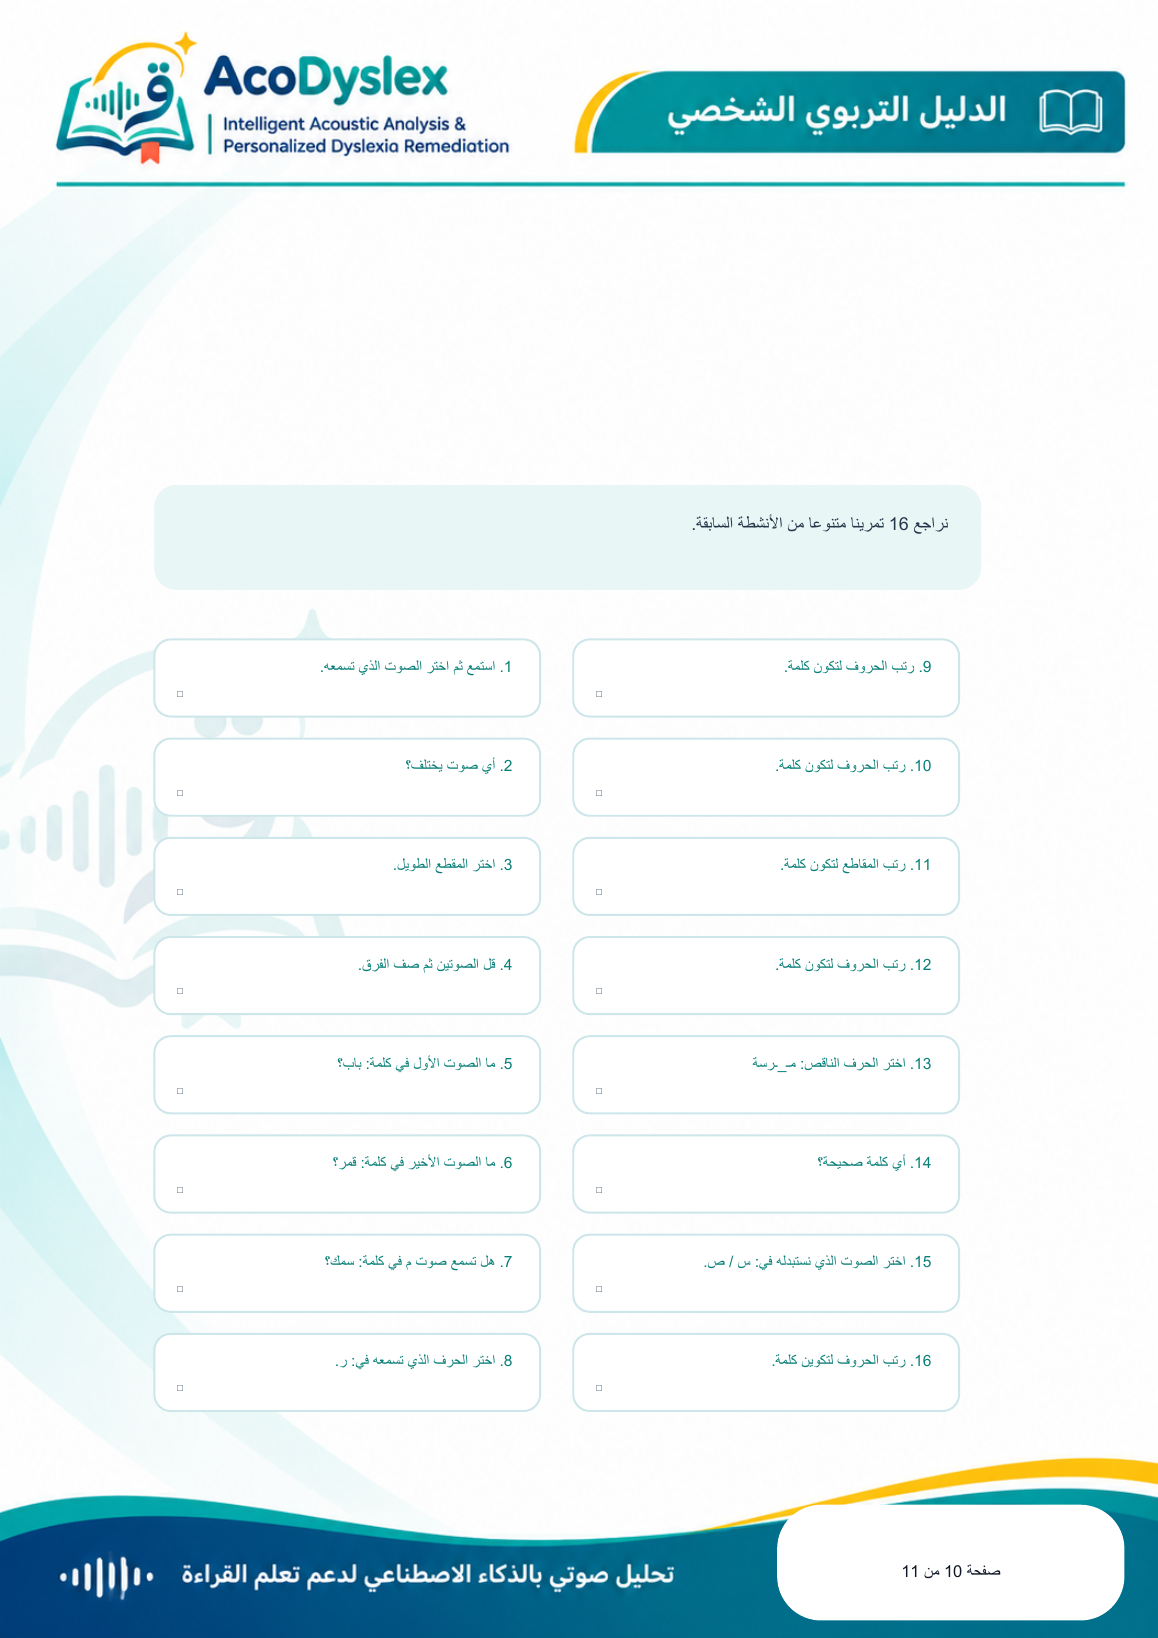 AcoDyslex
Intelligent Acoustic Analysis &
Personalized Dyslexia Remediation
الدليل التربوي الشخصي
نراجع 16 تمرينا متنوعا من الأنشطة السابقة.
1. استمع ثم اختر الصوت الذي تسمعه.
2. أي صوت يختلف؟
3. اختر المقطع الطويل.
4. قل الصوتين ثم صف الفرق.
5. ما الصوت الأول في كلمة: باب؟
6. ما الصوت الأخير في كلمة: قمر؟
7. هل تسمع صوت م في كلمة: سمك؟
8. اختر الحرف الذي تسمعه في: ر.
9. رتب الحروف لتكون كلمة.
10. رتب الحروف لتكون كلمة.
11. رتب المقاطع لتكون كلمة.
12. رتب الحروف لتكون كلمة.
13. اختر الحرف الناقص: مـ_ـرسة
14. أي كلمة صحيحة؟
15. اختر الصوت الذي نستبدله في: س / ص.
16. رتب الحروف لتكوين كلمة.
تحليل صوتي بالذكاء الاصطناعي لدعم تعلم القراءة
صفحة 10 من 11